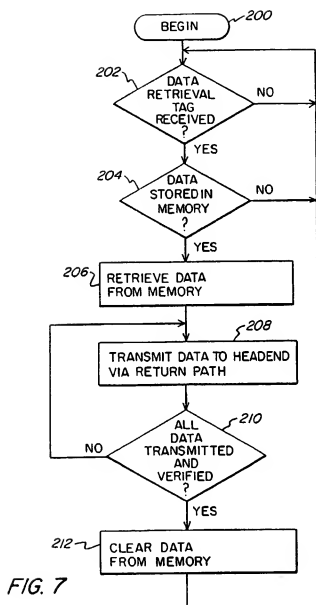 BEGIN
200
202
DATA
RETRIEVAL
TAG
RECEIVED
?
NO
YES
204
DATA
STORED IN
MEMORY
?
NO
YES
206
RETRIEVE DATA
FROM MEMORY
208
TRANSMIT DATA TO HEADEND
VIA RETURN PATH
210
ALL
DATA
TRANSMITTED
AND
VERIFIED
?
NO
YES
212
CLEAR DATA
FROM MEMORY
FIG. 7